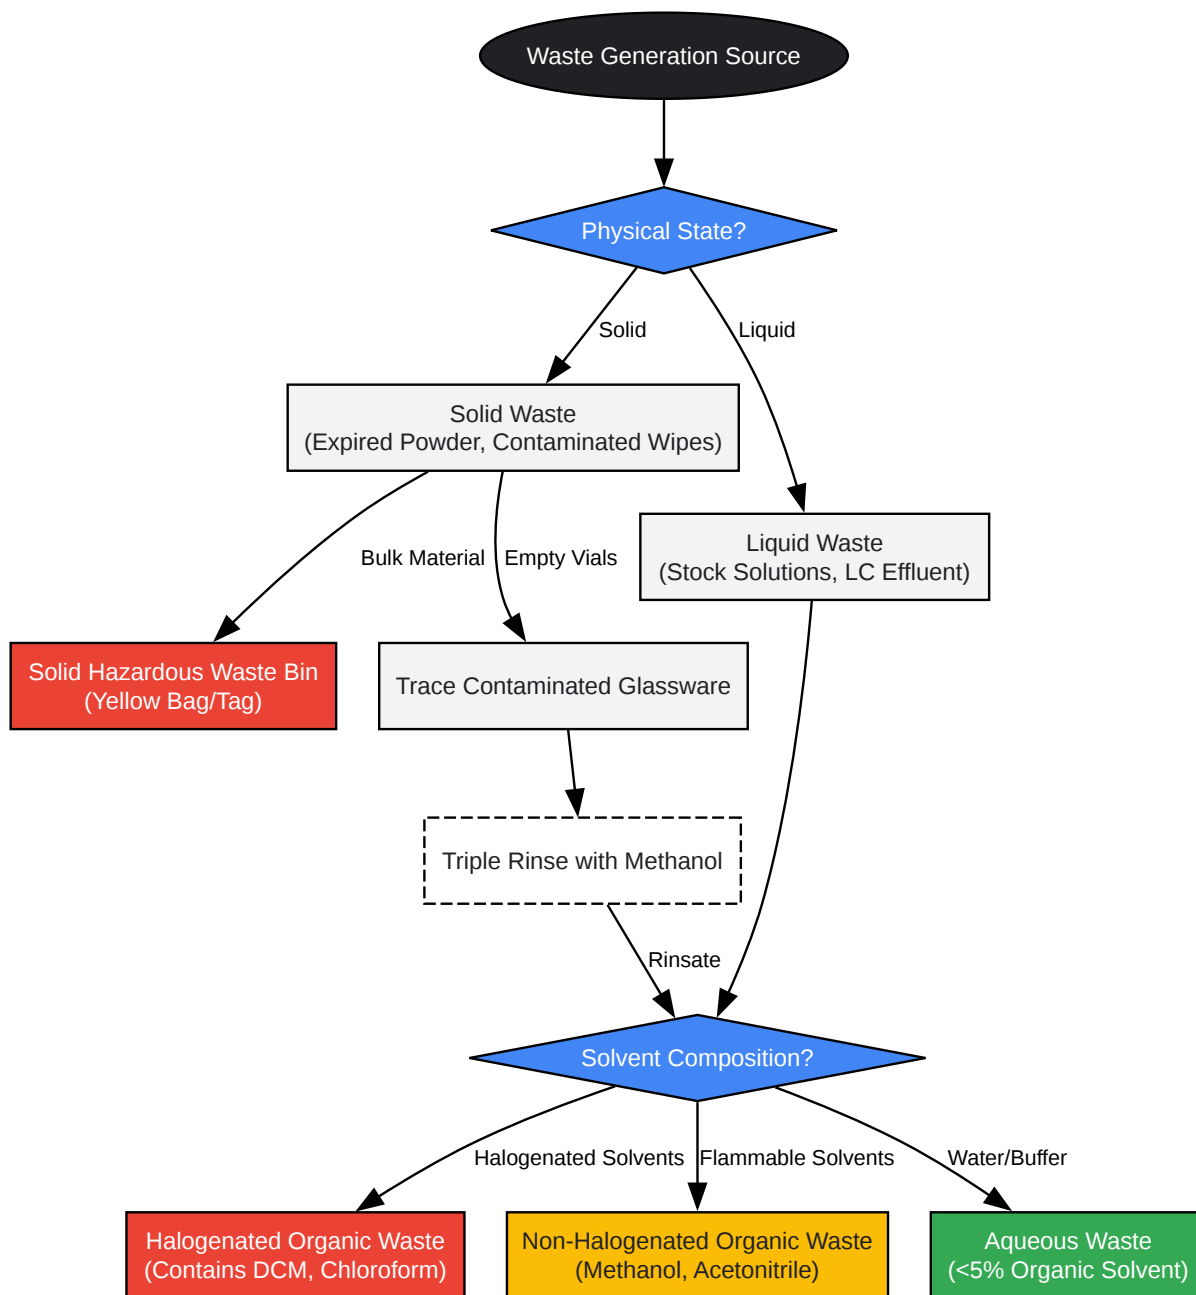 Waste Generation Source
Physical State?
Solid
Liquid
Solid Waste
(Expired Powder, Contaminated Wipes)
Liquid Waste
(Stock Solutions, LC Effluent)
Bulk Material
Empty Vials
Solid Hazardous Waste Bin
(Yellow Bag/Tag)
Trace Contaminated Glassware
Triple Rinse with Methanol
Rinsate
Solvent Composition?
Halogenated Solvents
Flammable Solvents
Water/Buffer
Halogenated Organic Waste
(Contains DCM, Chloroform)
Non-Halogenated Organic Waste
(Methanol, Acetonitrile)
Aqueous Waste
(<5% Organic Solvent)